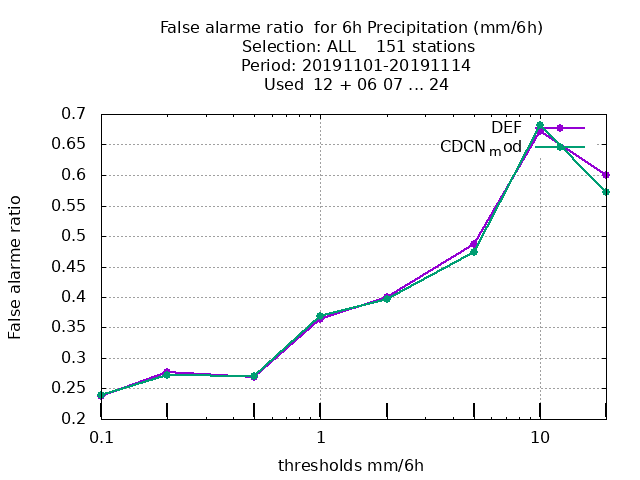 False alarme ratio  for 6h Precipitation (mm/6h)
Selection: ALL    151 stations
Period: 20191101-20191114
Used  12 + 06 07 ... 24
0.7
0.65
0.6
0.55
0.5
0.45
0.4
0.35
0.3
0.25
0.2
False alarme ratio
DEF
CDCNmod
0.1
1
10
thresholds mm/6h